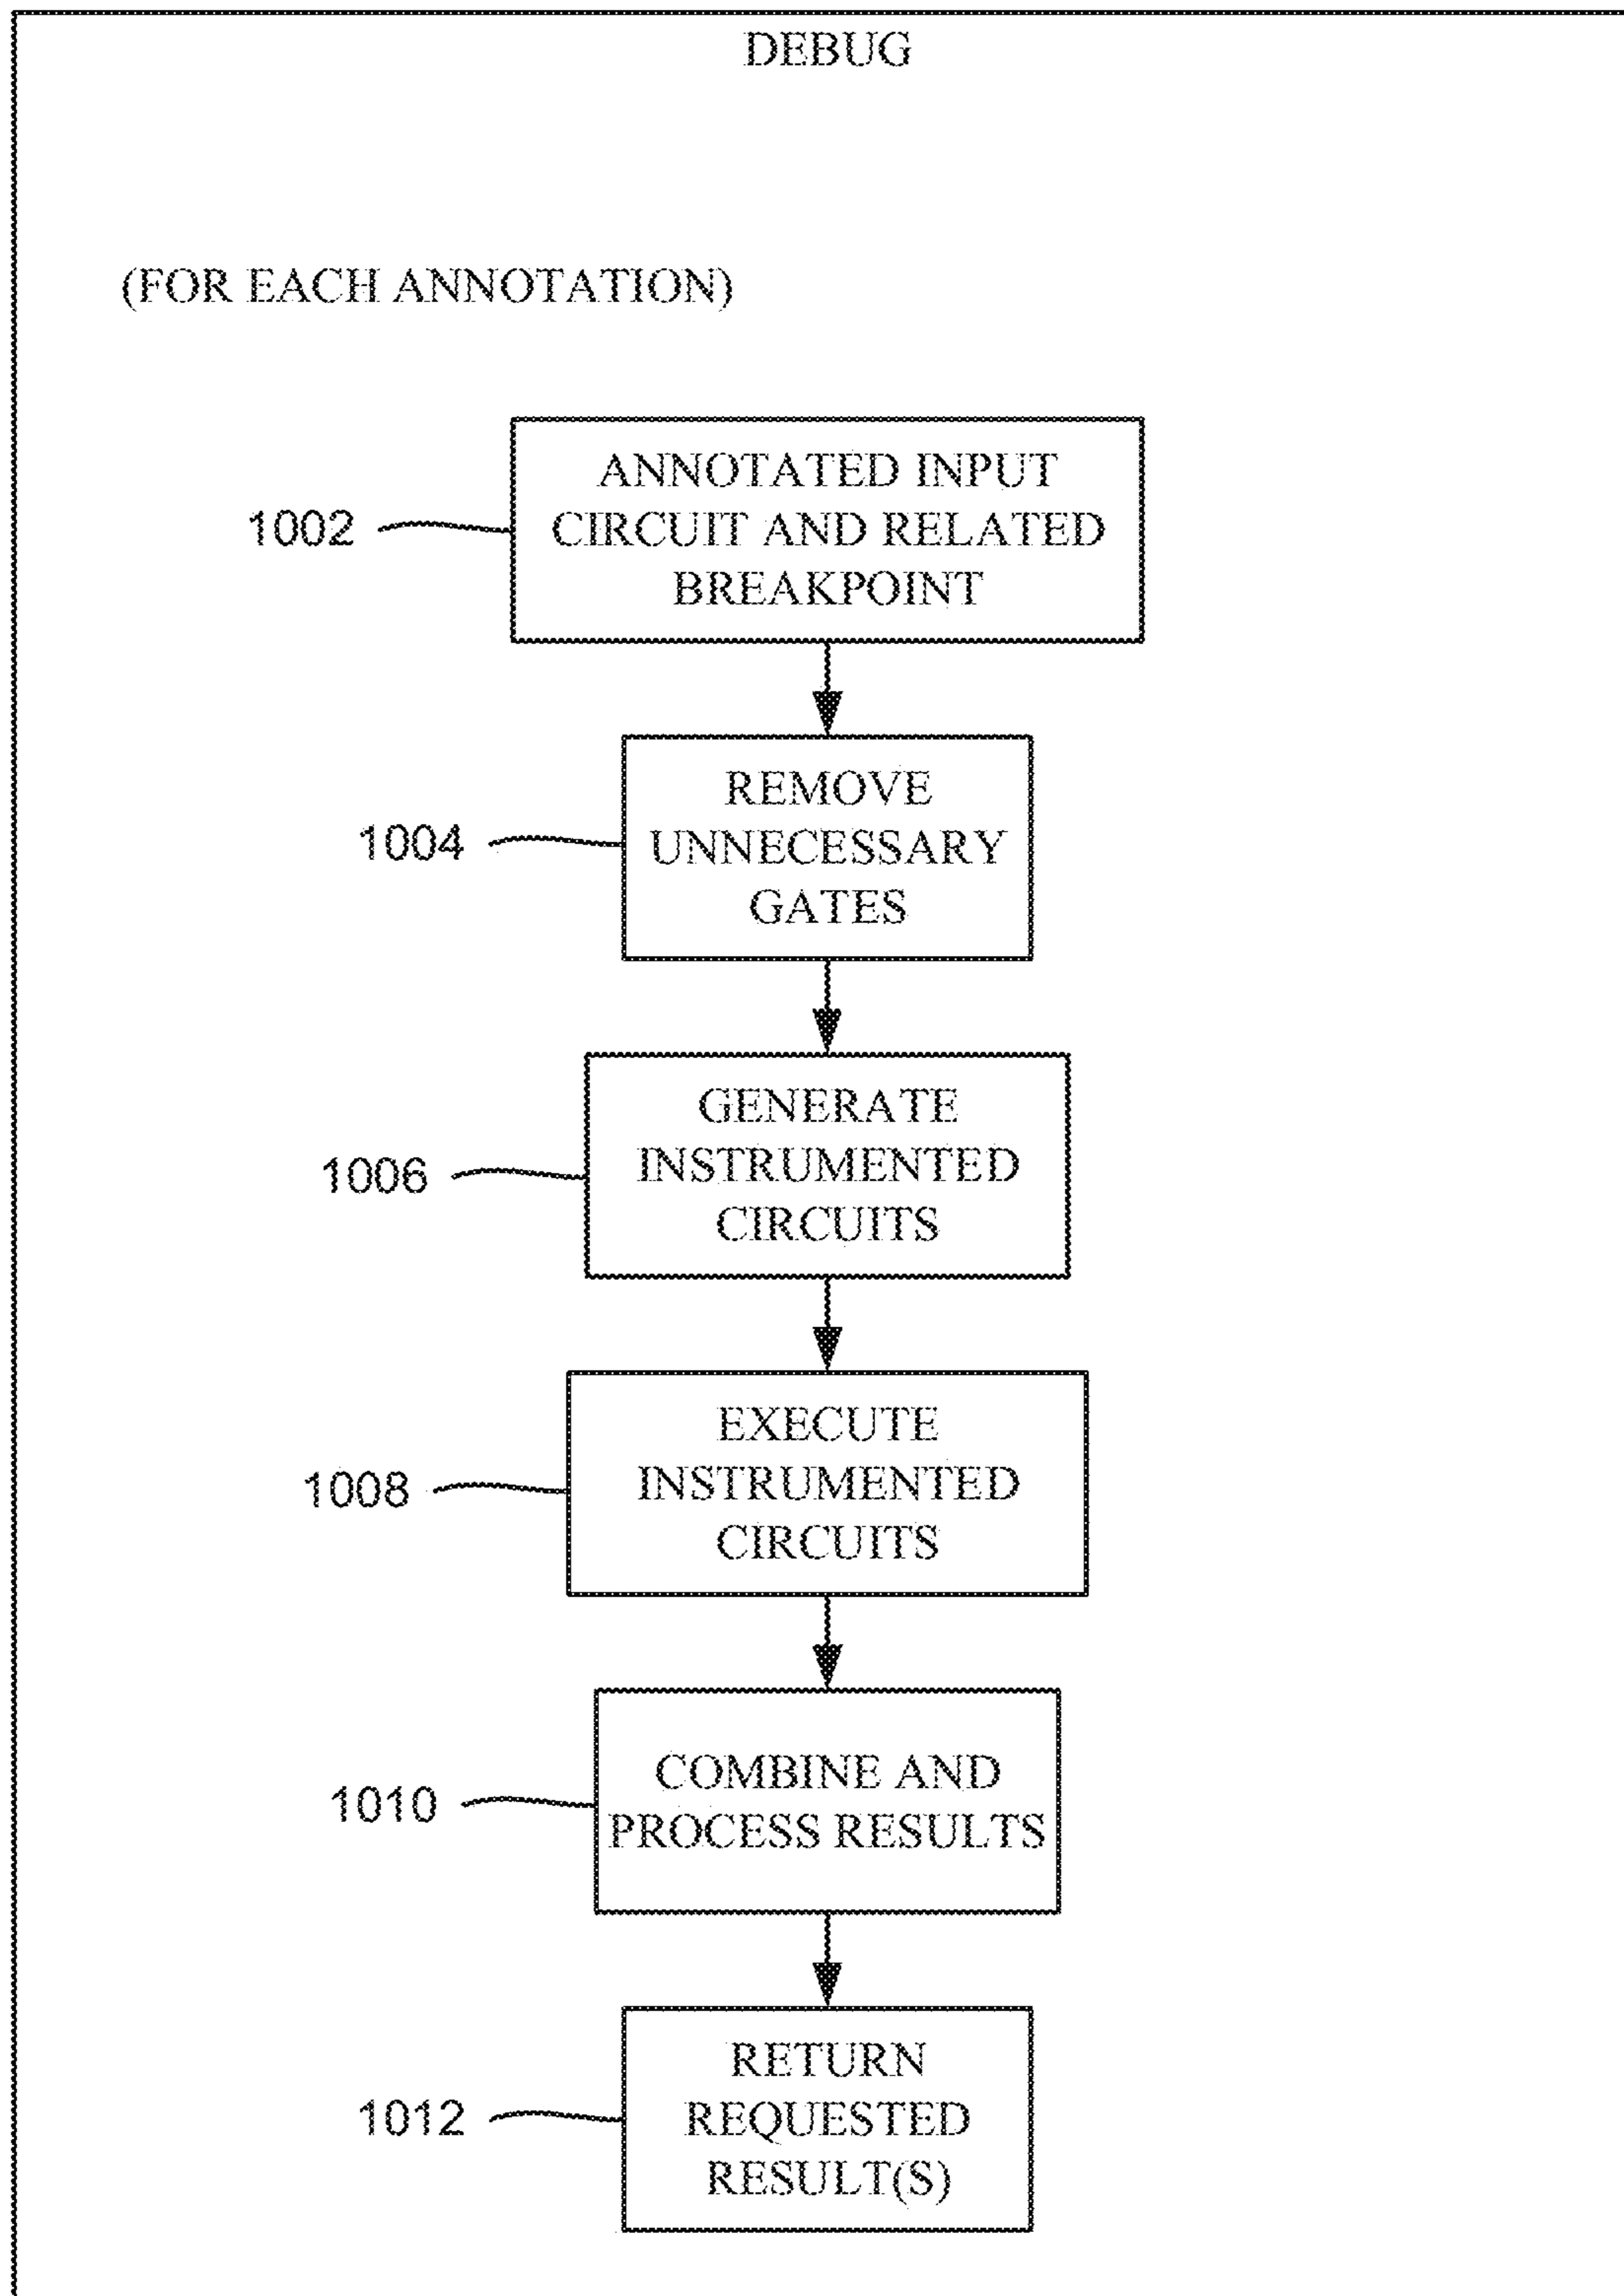 DEBUG
(FOR EACH ANNOTATION)
ANNOTATED INPUT
CIRCUIT AND RELATED
BREAKPOINT
1002
REMOVE
UNNECESSARY
GATES
1004
GENERATE
INSTRUMENTED
CIRCUITS
1006
EXECUTE
INSTRUMENTED
CIRCUITS
1008
COMBINE AND
PROCESS RESULTS
1010
RETURN
REQUESTED
RESULT(S)
1012